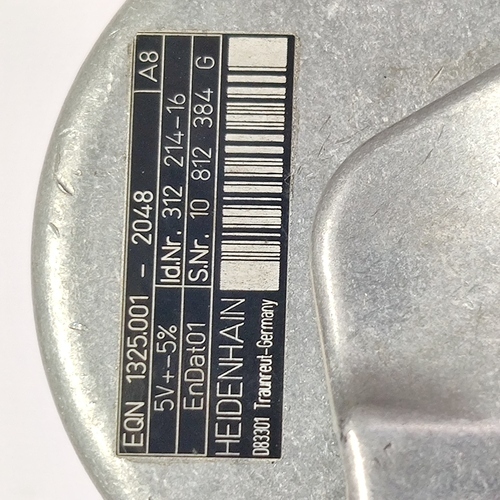 EQN 1325.001 - 2048 A8
5V+-5% Id.Nr. 312 214-16
EnDat01 S.Nr. 10 812 384 G
HEIDENHAIN
D83301 Traunreut-Germany